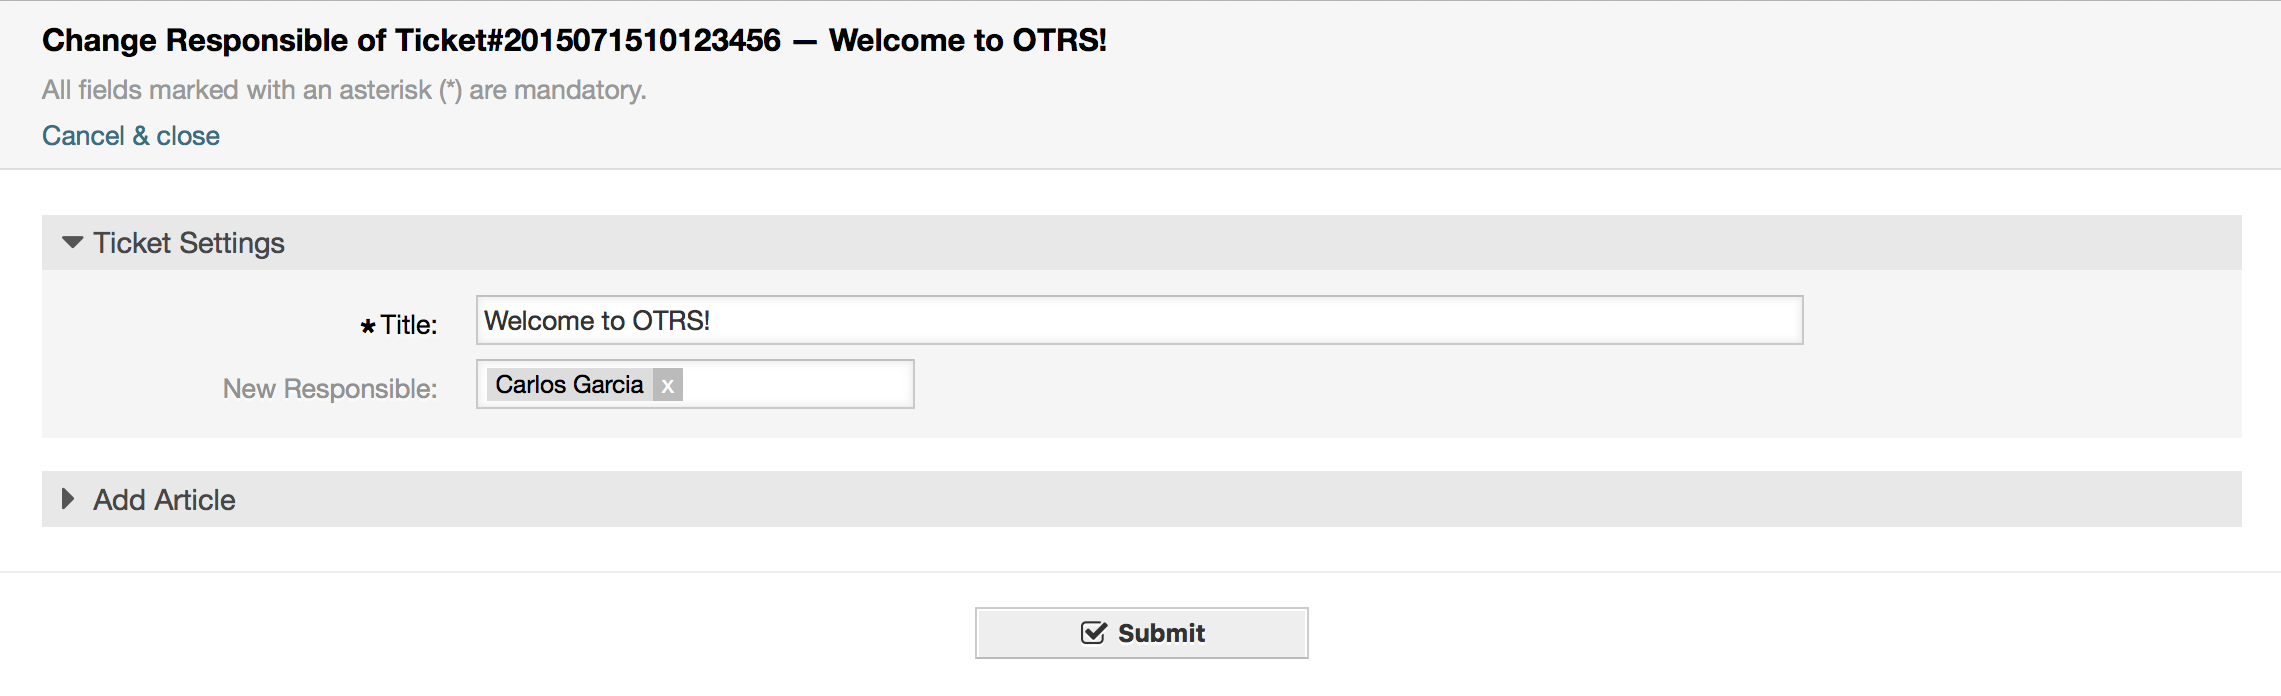 Change Responsible of Ticket#2015071510123456 — Welcome to OTRS!
All fields marked with an asterisk (*) are mandatory.
Cancel & close
Ticket Settings
* Title: Welcome to OTRS!
New Responsible: Carlos Garcia x
Add Article
Submit